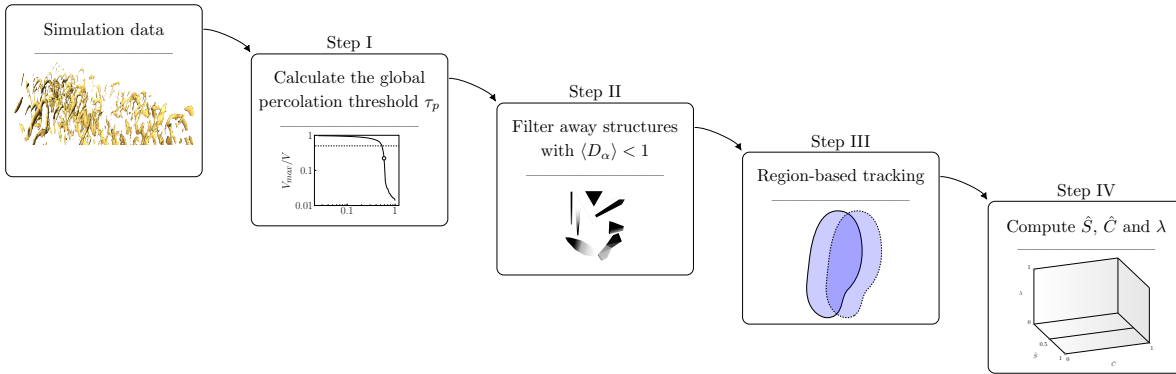 Simulation data
Step I
Calculate the global
percolation threshold τ_p
V_max/V
1
0.1
0.01
0.1
1
Step II
Filter away structures
with ⟨D_α⟩ < 1
Step III
Region-based tracking
Step IV
Compute Ŝ, Ĉ and λ
1
λ
0
0.5
Ŝ
1
0
Ĉ
1